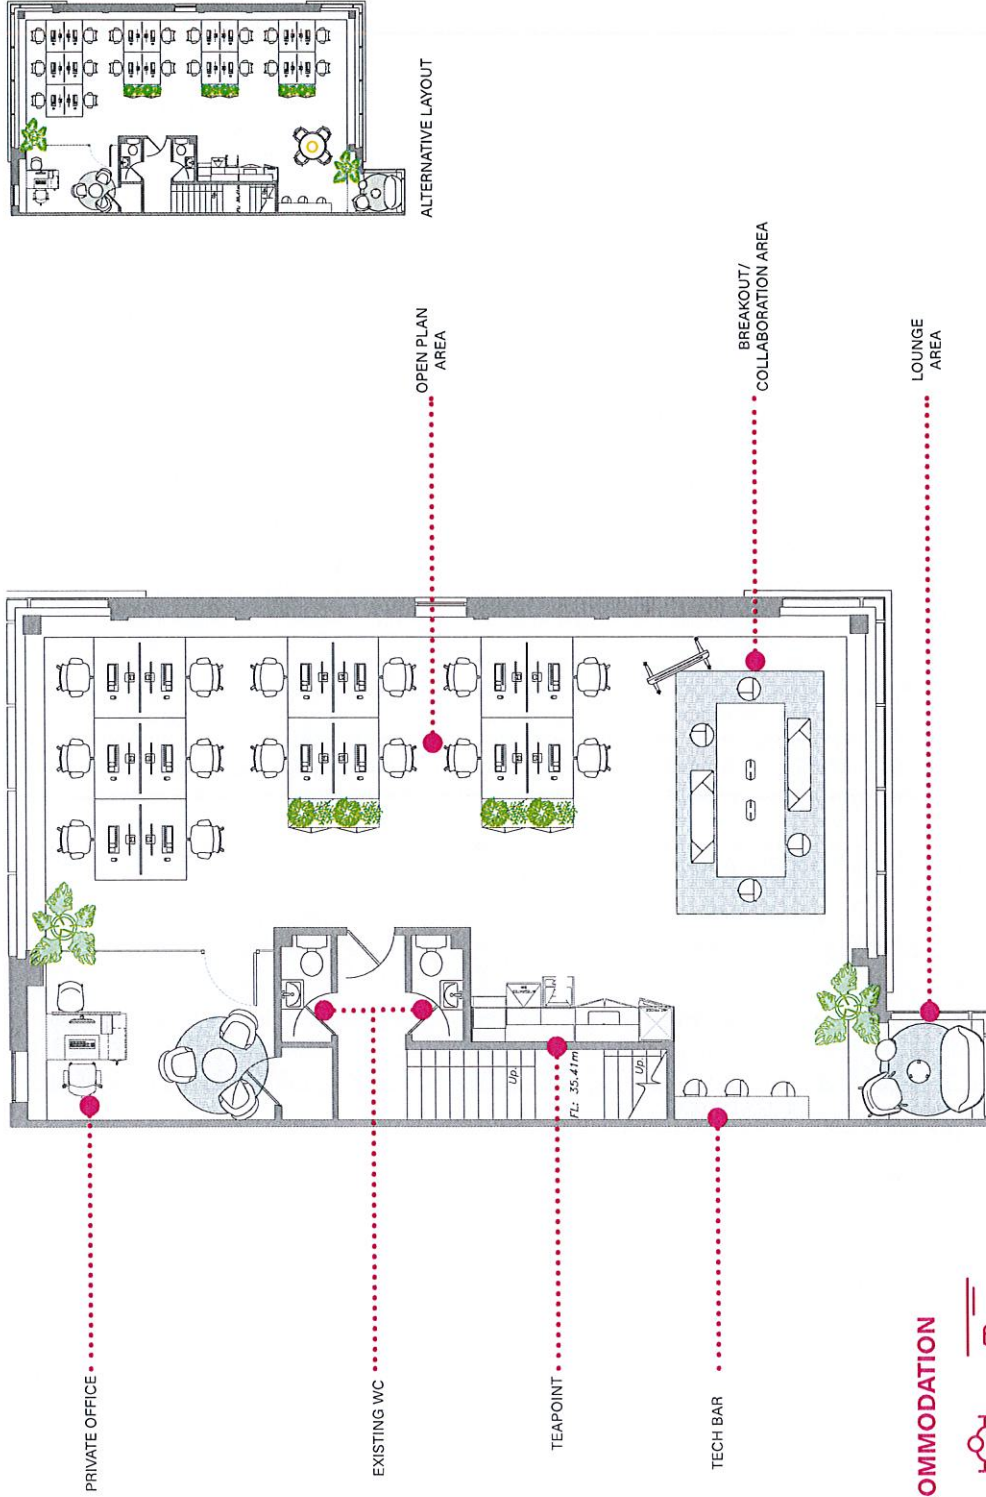 ALTERNATIVE LAYOUT
OPEN PLAN
AREA
BREAKOUT/
COLLABORATION AREA
LOUNGE
AREA
PRIVATE OFFICE
EXISTING WC
TEAPOINT
TECH BAR
Up.
FL: 35.41m
Up.
OMMODATION